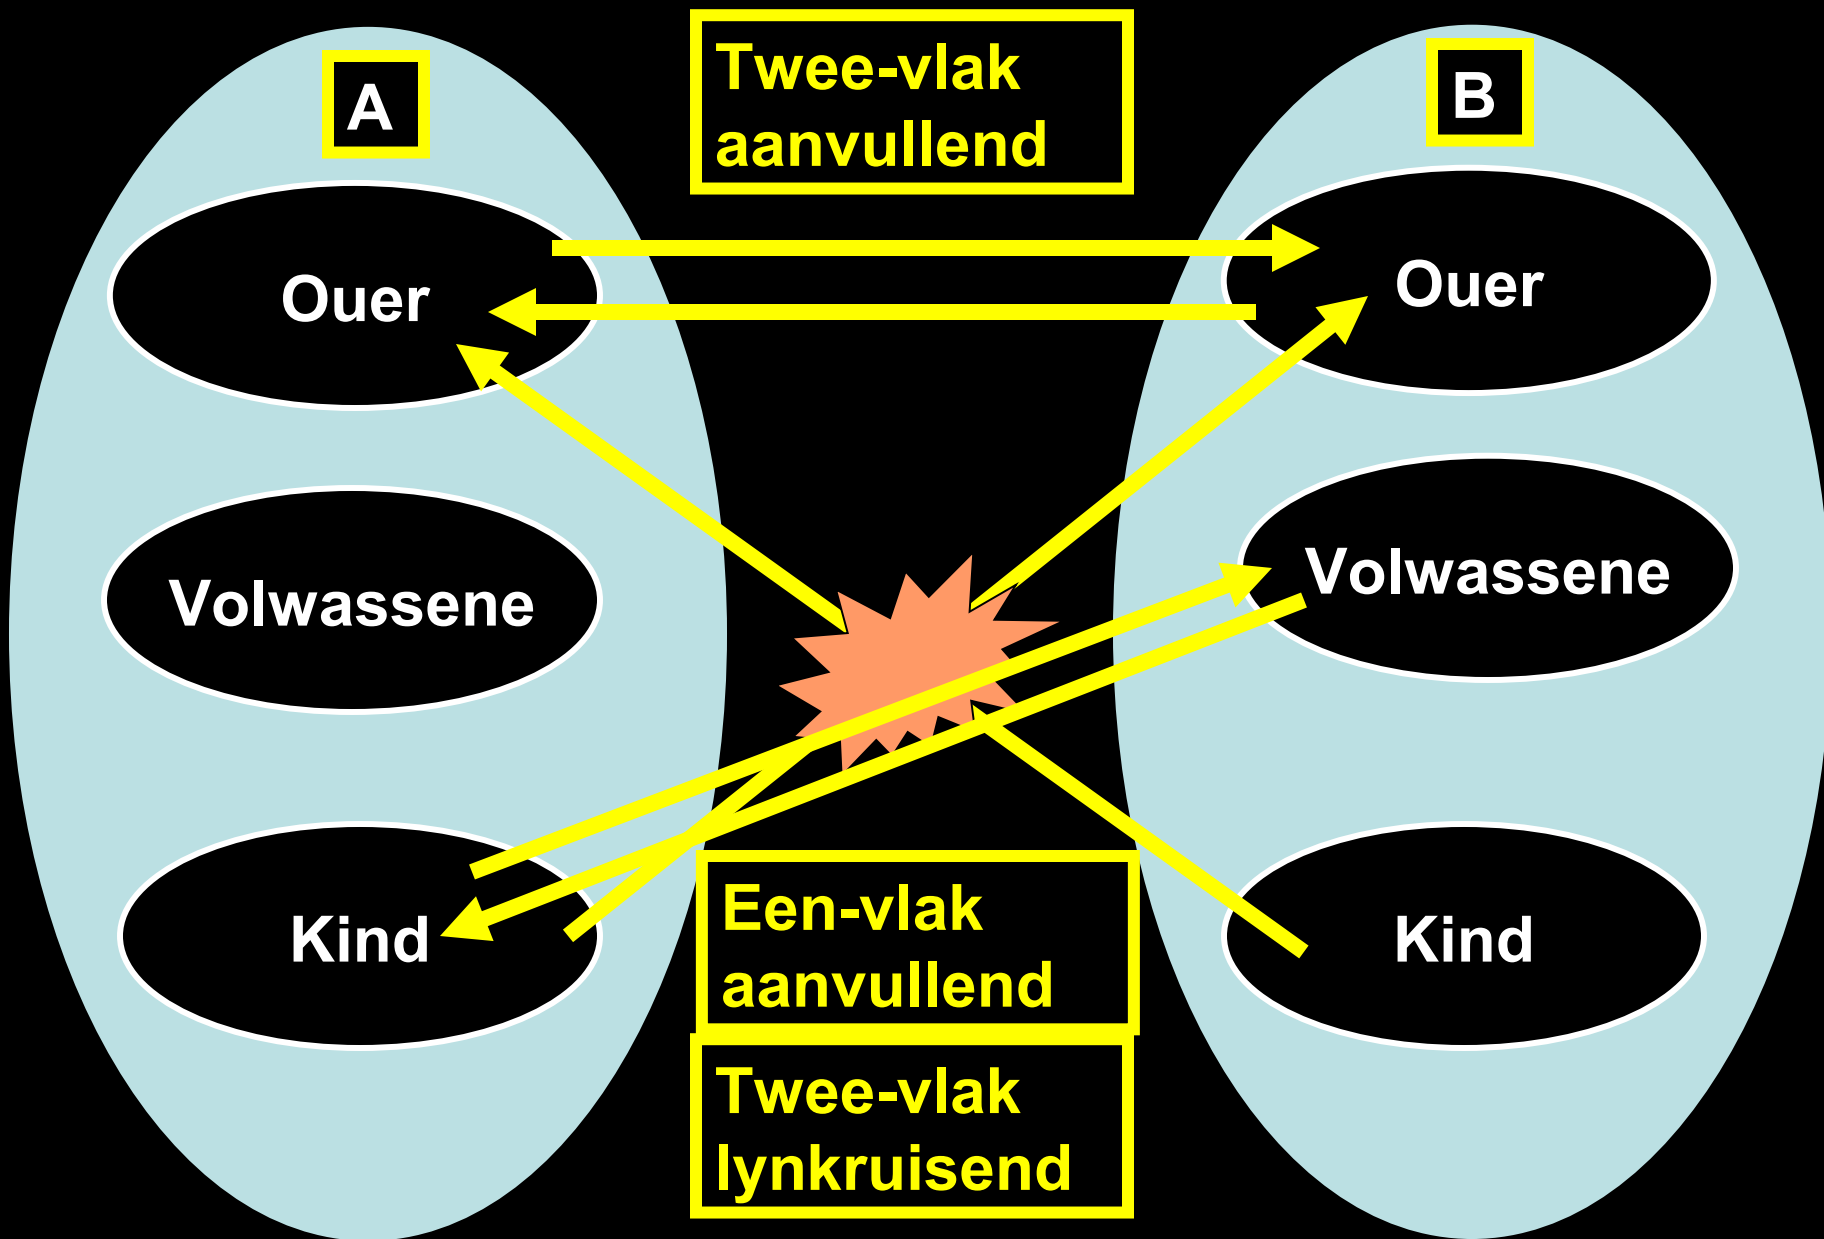 A
Twee-vlak
aanvullend
B
Ouer
Ouer
Volwassene
Volwassene
Kind
Kind
Een-vlak
aanvullend
Twee-vlak
lynkruisend